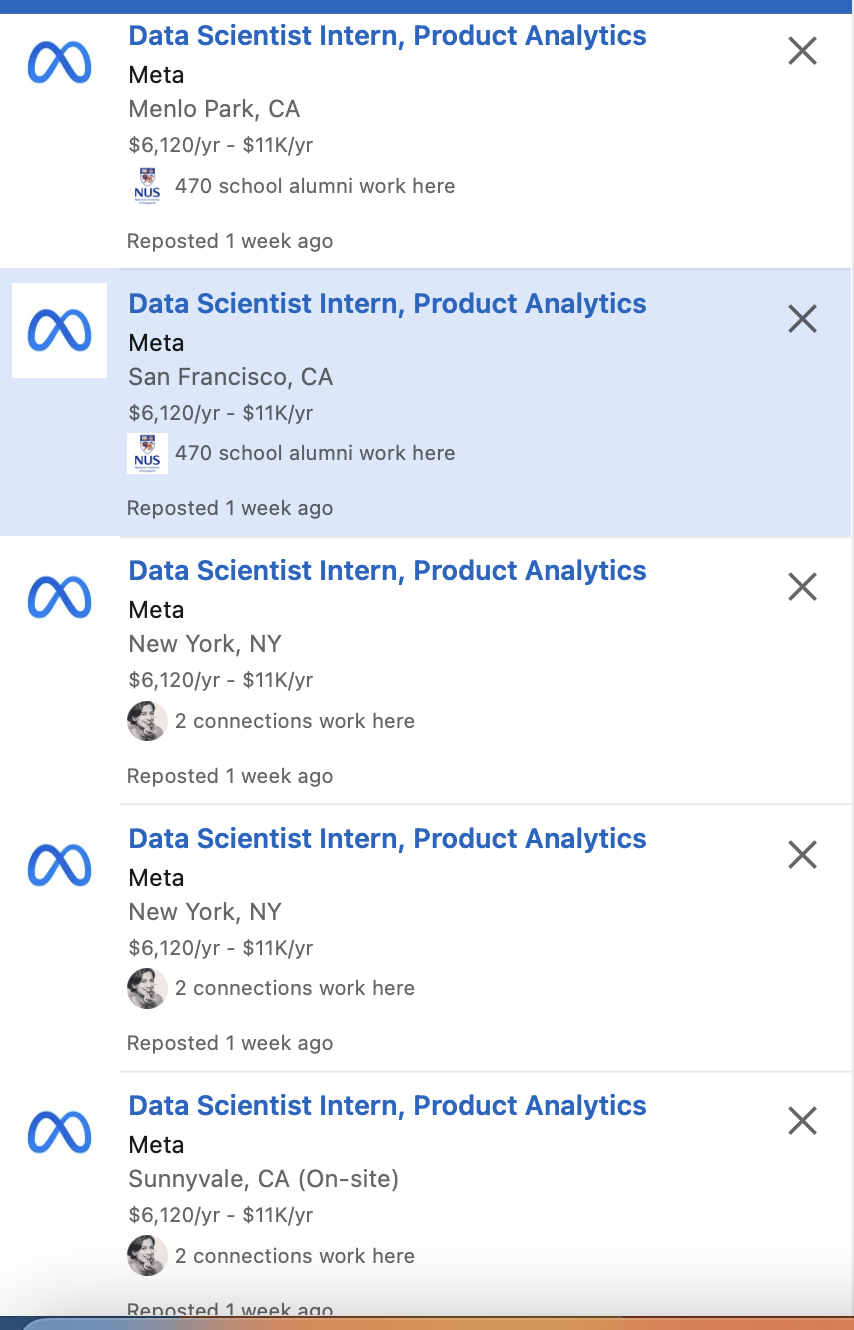 Data Scientist Intern, Product Analytics
Meta
Menlo Park, CA
$6,120/yr - $11K/yr
NUS
470 school alumni work here
Reposted 1 week ago
Data Scientist Intern, Product Analytics
Meta
San Francisco, CA
$6,120/yr - $11K/yr
NUS
470 school alumni work here
Reposted 1 week ago
Data Scientist Intern, Product Analytics
Meta
New York, NY
$6,120/yr - $11K/yr
2 connections work here
Reposted 1 week ago
Data Scientist Intern, Product Analytics
Meta
New York, NY
$6,120/yr - $11K/yr
2 connections work here
Reposted 1 week ago
Data Scientist Intern, Product Analytics
Meta
Sunnyvale, CA (On-site)
$6,120/yr - $11K/yr
2 connections work here
Reposted 1 week ago